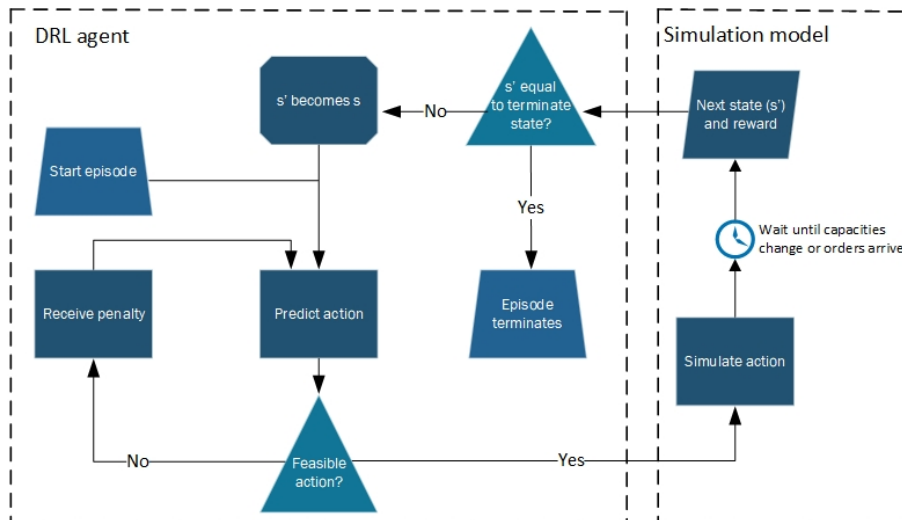 DRL agent
Simulation model
s' becomes s
No
s' equal
to terminate
state?
Next state (s')
and reward
Start episode
Yes
Wait until capacities
change or orders arrive
Receive penalty
Predict action
Episode
terminates
Simulate action
No
Feasible
action?
Yes